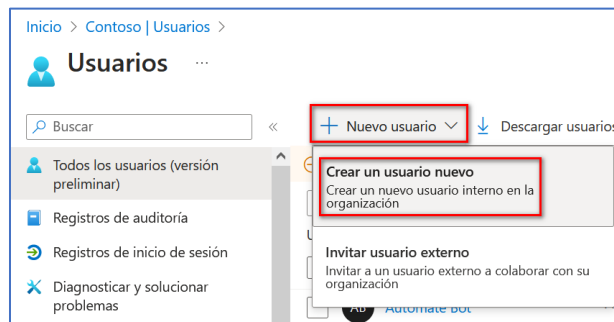 Inicio > Contoso | Usuarios >
Usuarios ...
Buscar
«
Nuevo usuario
Descargar usuarios
Todos los usuarios (versión
preliminar)
Registros de auditoría
Registros de inicio de sesión
Diagnosticar y solucionar
problemas
Crear un usuario nuevo
Crear un nuevo usuario interno en la
organización
Invitar usuario externo
Invitar a un usuario externo a colaborar con su
organización
AB
Automate Bot